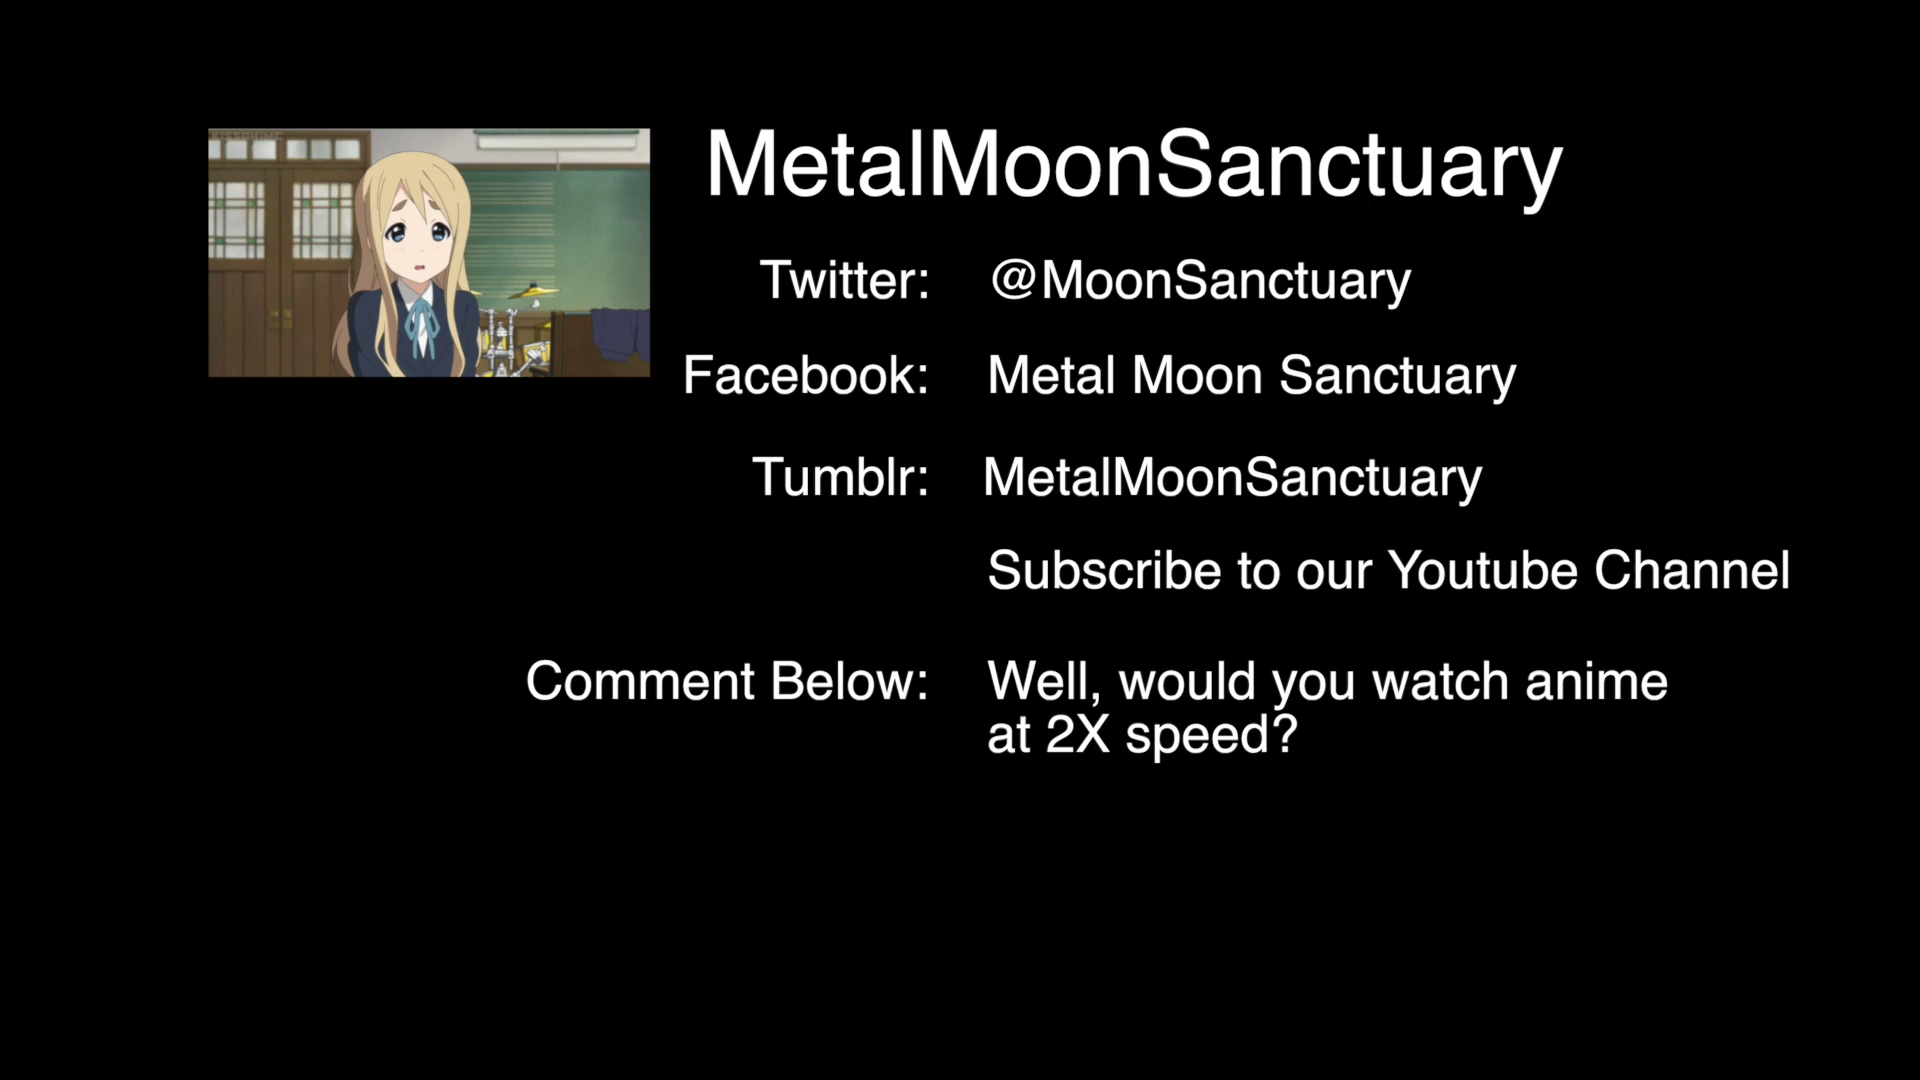 KISSANIME
MetalMoonSanctuary
Twitter: @MoonSanctuary
Facebook: Metal Moon Sanctuary
Tumblr: MetalMoonSanctuary
Subscribe to our Youtube Channel
Comment Below: Well, would you watch anime
at 2X speed?